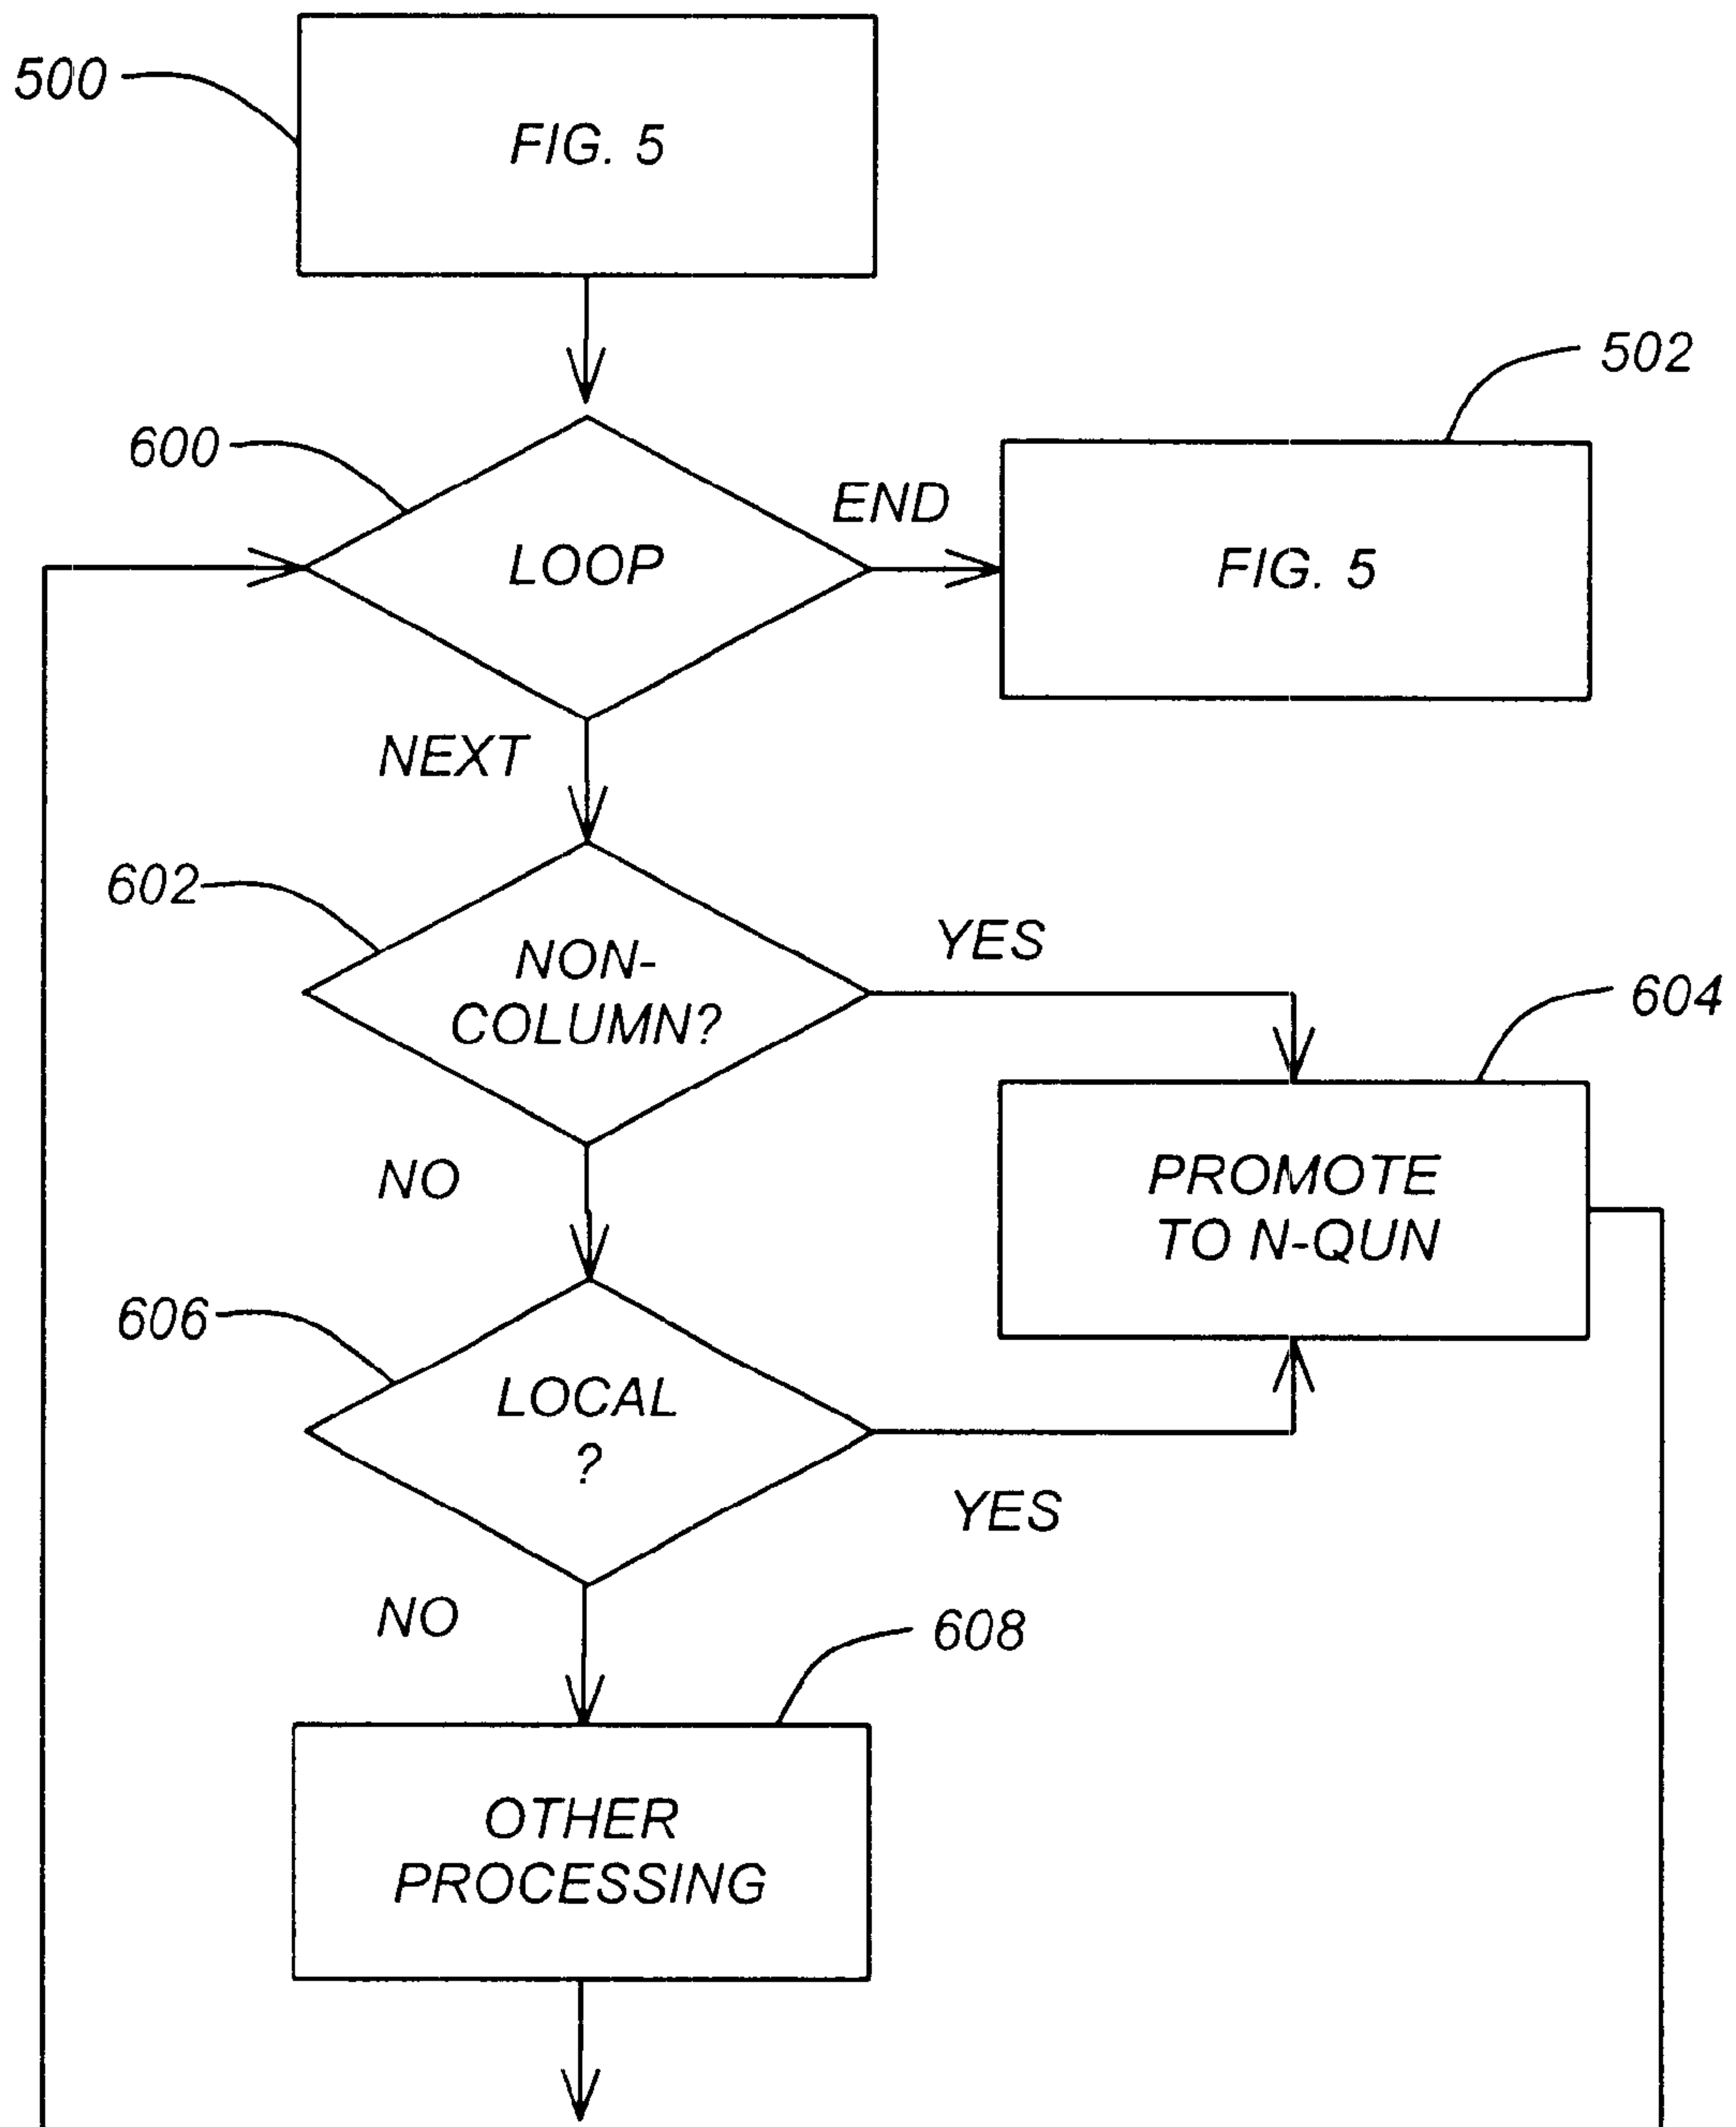 500
FIG. 5
502
600
END
LOOP
FIG. 5
NEXT
602
YES
NON-
COLUMN?
604
NO
PROMOTE
TO N-QUN
606
LOCAL
?
YES
NO
608
OTHER
PROCESSING